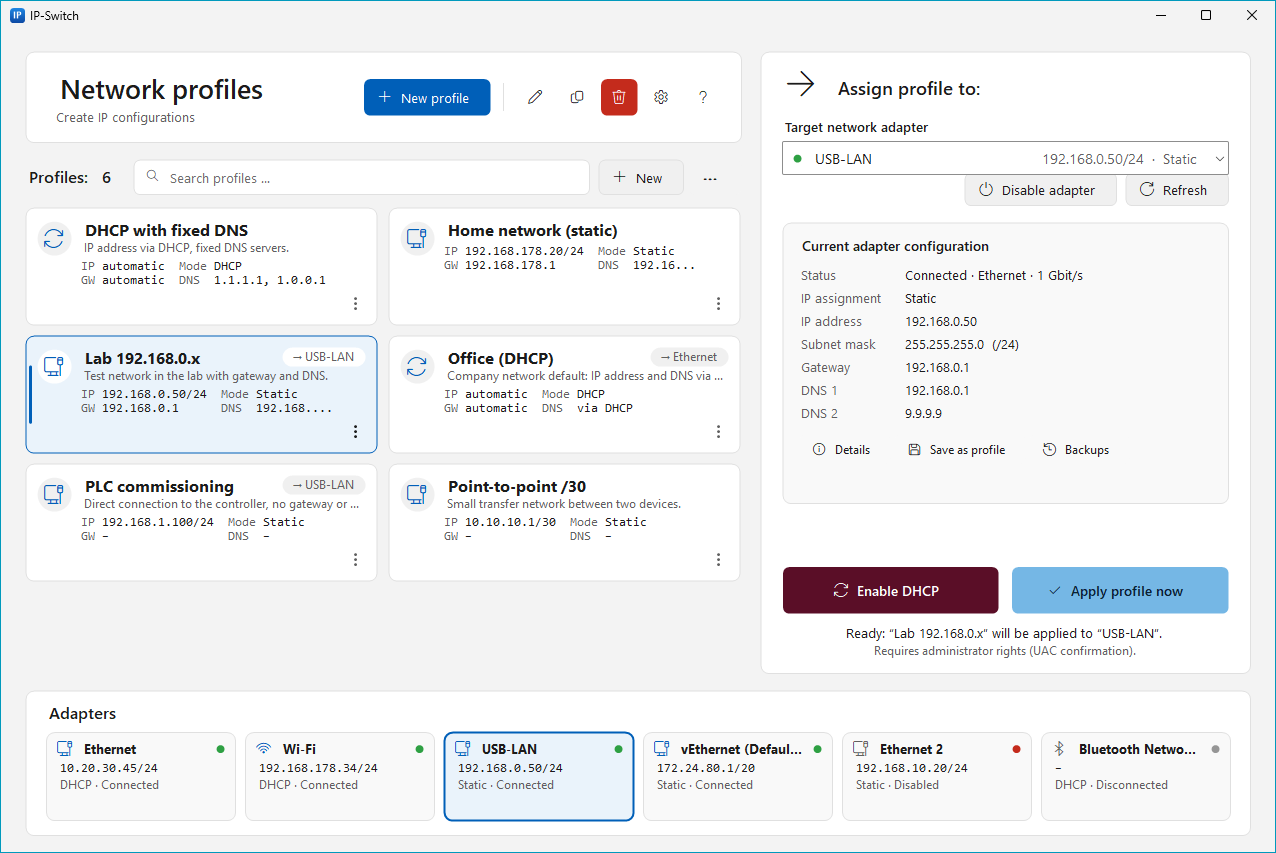 IP IP-Switch
Network profiles
Create IP configurations
New profile
?
Profiles: 6
Search profiles ...
New
...
DHCP with fixed DNS
IP address via DHCP, fixed DNS servers.
IP automatic Mode DHCP
GW automatic DNS 1.1.1.1, 1.0.0.1
Home network (static)
IP 192.168.178.20/24 Mode Static
GW 192.168.178.1 DNS 192.16...
Lab 192.168.0.x
→ USB-LAN
Test network in the lab with gateway and DNS.
IP 192.168.0.50/24 Mode Static
GW 192.168.0.1 DNS 192.168....
Office (DHCP)
→ Ethernet
Company network default: IP address and DNS via ...
IP automatic Mode DHCP
GW automatic DNS via DHCP
PLC commissioning
→ USB-LAN
Direct connection to the controller, no gateway or ...
IP 192.168.1.100/24 Mode Static
GW – DNS –
Point-to-point /30
Small transfer network between two devices.
IP 10.10.10.1/30 Mode Static
GW – DNS –
Assign profile to:
Target network adapter
USB-LAN 192.168.0.50/24 · Static
Disable adapter
Refresh
Current adapter configuration
Status Connected · Ethernet · 1 Gbit/s
IP assignment Static
IP address 192.168.0.50
Subnet mask 255.255.255.0 (/24)
Gateway 192.168.0.1
DNS 1 192.168.0.1
DNS 2 9.9.9.9
Details
Save as profile
Backups
Enable DHCP
Apply profile now
Ready: “Lab 192.168.0.x” will be applied to “USB-LAN”.
Requires administrator rights (UAC confirmation).
Adapters
Ethernet
10.20.30.45/24
DHCP · Connected
Wi-Fi
192.168.178.34/24
DHCP · Connected
USB-LAN
192.168.0.50/24
Static · Connected
vEthernet (Defaul...
172.24.80.1/20
Static · Connected
Ethernet 2
192.168.10.20/24
Static · Disabled
Bluetooth Netwo...
–
DHCP · Disconnected